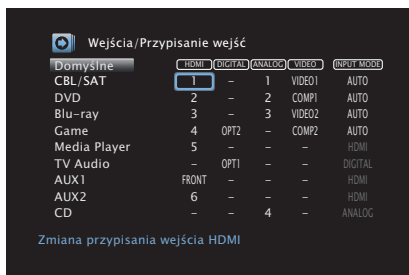 Wejścia/Przypisanie wejść
Domyślne HDMI DIGITAL ANALOG VIDEO INPUT MODE
CBL/SAT 1 – 1 VIDEO1 AUTO
DVD 2 – 2 COMP1 AUTO
Blu-ray 3 – 3 VIDEO2 AUTO
Game 4 OPT2 – COMP2 AUTO
Media Player 5 – – – HDMI
TV Audio – OPT1 – – DIGITAL
AUX1 FRONT – – – HDMI
AUX2 6 – – – HDMI
CD – – 4 – ANALOG
Zmiana przypisania wejścia HDMI